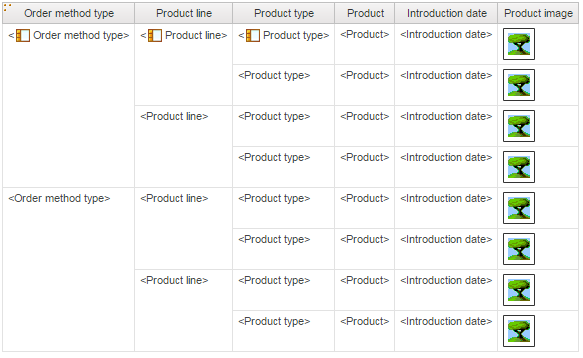 Order method type Product line Product type Product Introduction date Product image
<Order method type> <Product line> <Product type> <Product> <Introduction date>
<Product type> <Product> <Introduction date>
<Product line> <Product type> <Product> <Introduction date>
<Product type> <Product> <Introduction date>
<Order method type> <Product line> <Product type> <Product> <Introduction date>
<Product type> <Product> <Introduction date>
<Product line> <Product type> <Product> <Introduction date>
<Product type> <Product> <Introduction date>